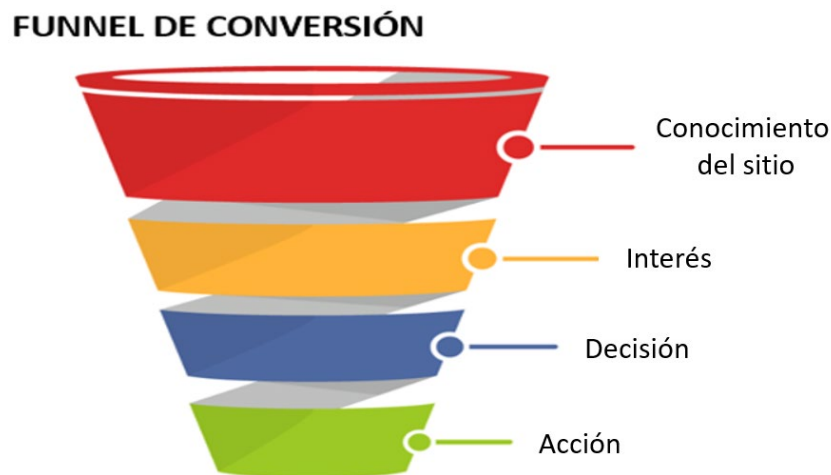 FUNNEL DE CONVERSIÓN
Conocimiento
del sitio
Interés
Decisión
Acción